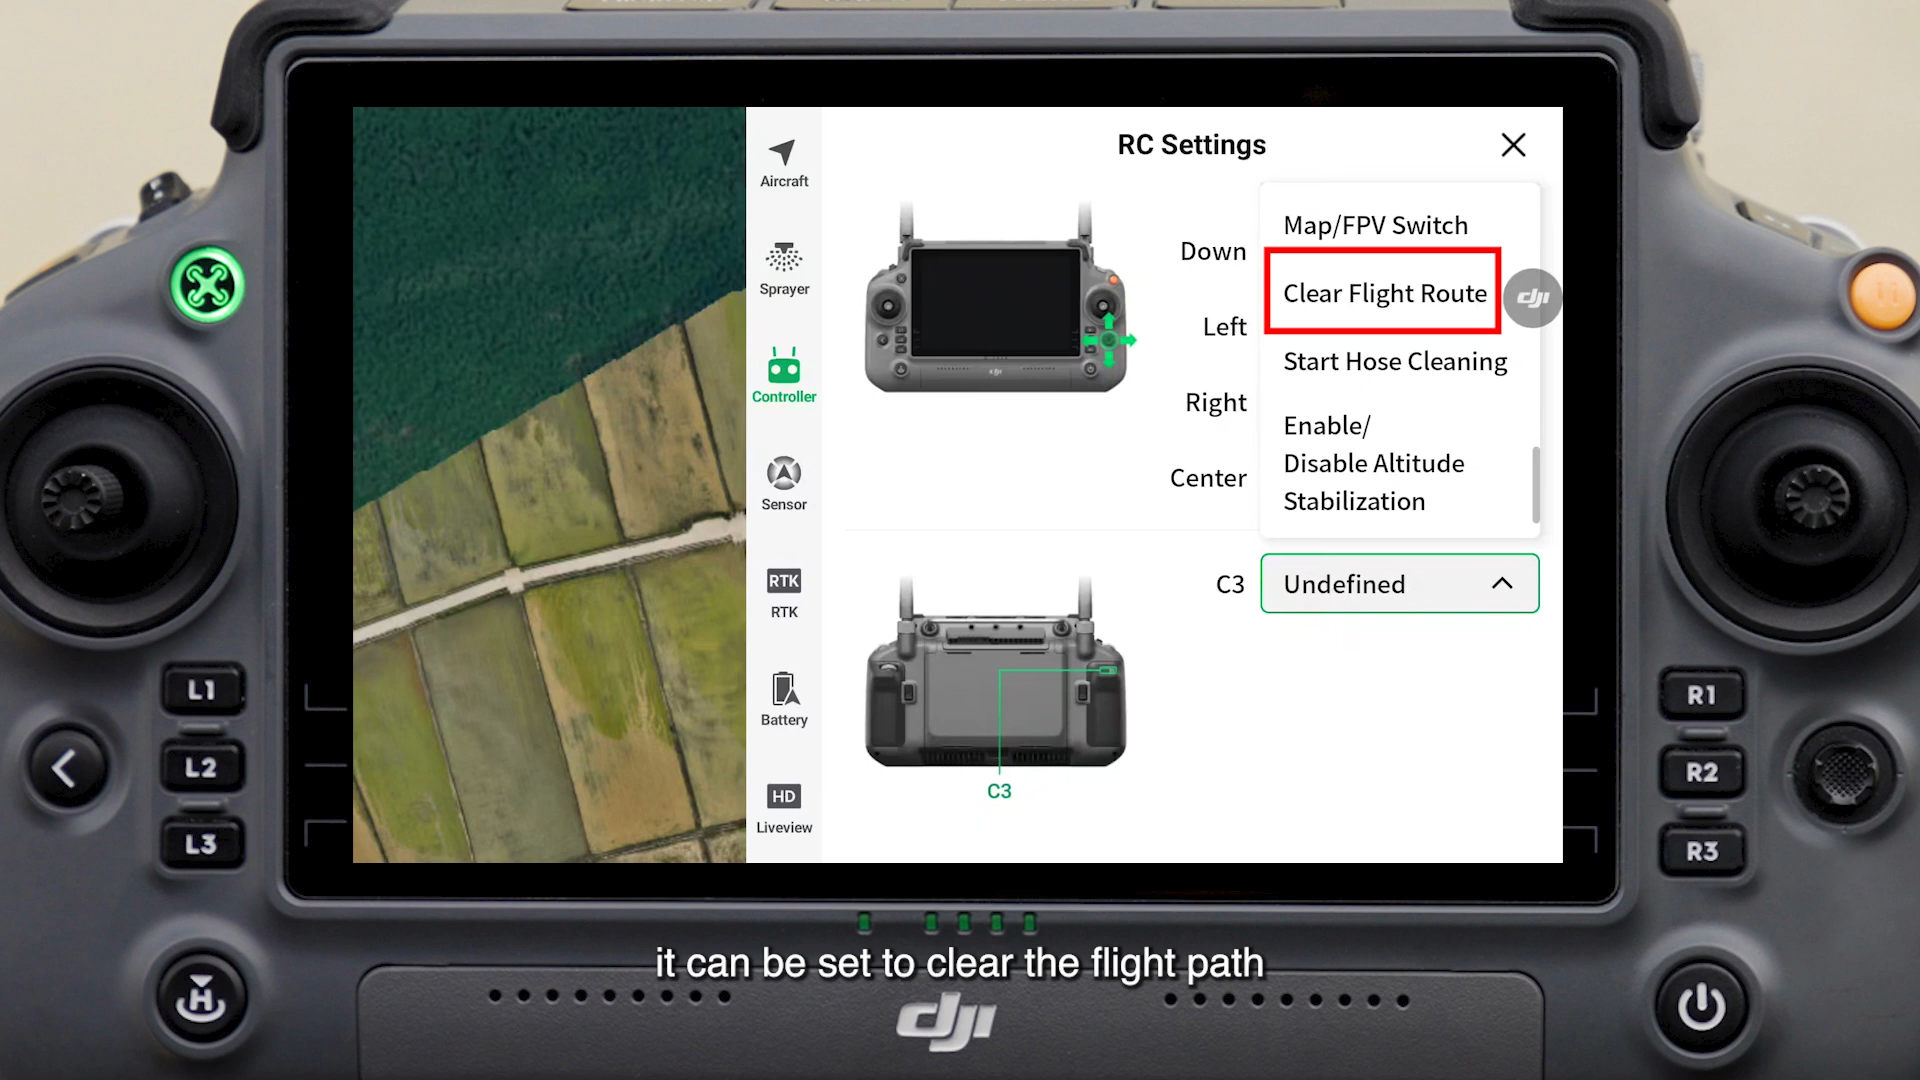 RC Settings
Aircraft
Sprayer
Controller
Sensor
RTK
RTK
Battery
HD
Liveview
Down
Left
Right
Center
Map/FPV Switch
Clear Flight Route
Start Hose Cleaning
Enable/
Disable Altitude
Stabilization
dji
C3
Undefined
C3
L1
L2
L3
R1
R2
R3
H
it can be set to clear the flight path
dji